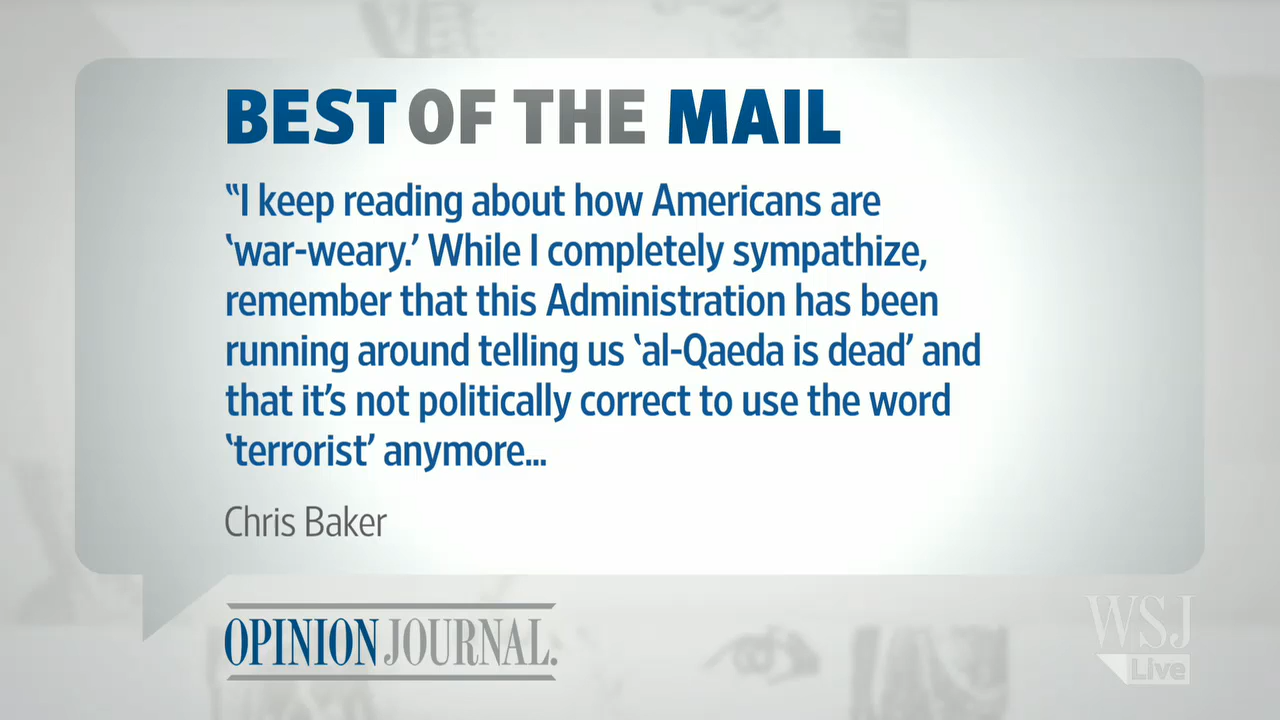 BEST OF THE MAIL
“I keep reading about how Americans are
‘war-weary.’ While I completely sympathize,
remember that this Administration has been
running around telling us ‘al-Qaeda is dead’ and
that it’s not politically correct to use the word
‘terrorist’ anymore...
Chris Baker
OPINION JOURNAL.
WSJ
Live